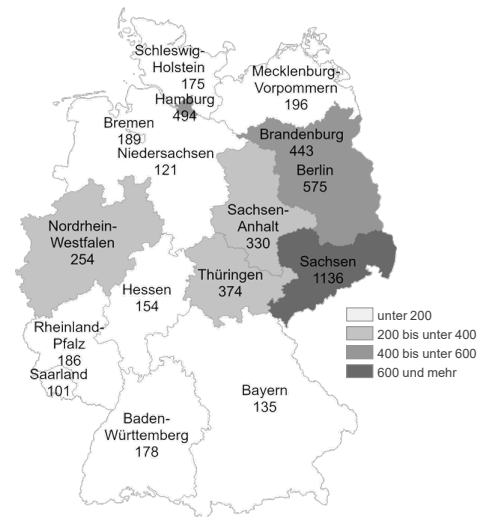 Schleswig-
Holstein
175
Mecklenburg-
Vorpommern
196
Hamburg
494
Bremen
189
Niedersachsen
121
Brandenburg
443
Berlin
575
Sachsen-
Anhalt
330
Nordrhein-
Westfalen
254
Sachsen
1136
Thüringen
374
Hessen
154
Rheinland-
Pfalz
186
Saarland
101
Bayern
135
Baden-
Württemberg
178
unter 200
200 bis unter 400
400 bis unter 600
600 und mehr